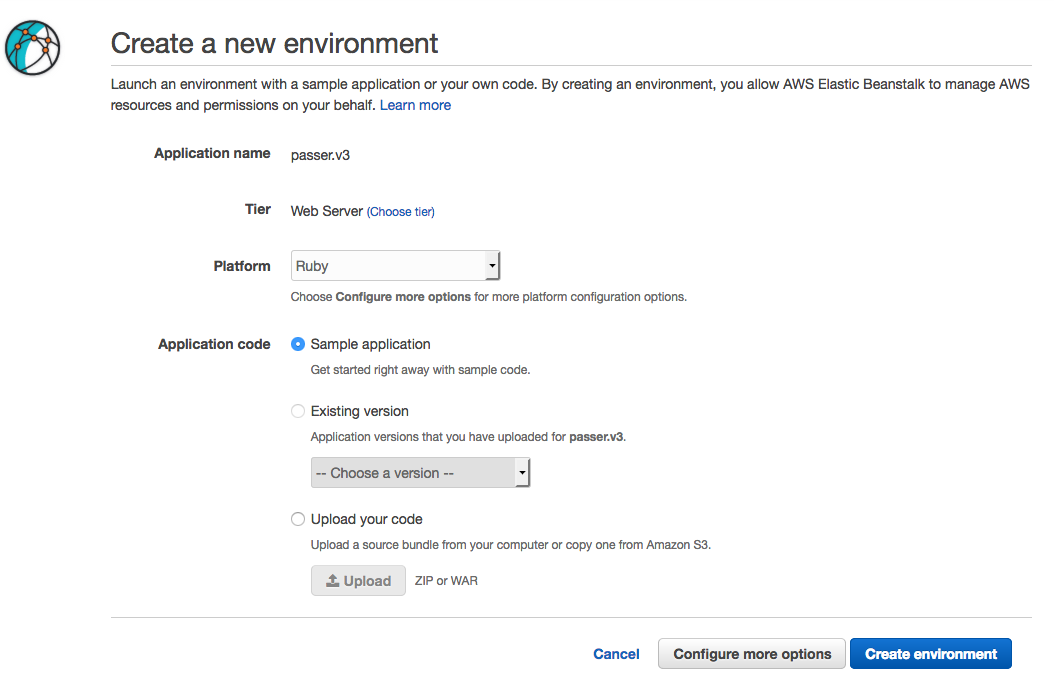 Create a new environment
Launch an environment with a sample application or your own code. By creating an environment, you allow AWS Elastic Beanstalk to manage AWS
resources and permissions on your behalf. Learn more
Application name passer.v3
Tier Web Server (Choose tier)
Platform Ruby
Choose Configure more options for more platform configuration options.
Application code Sample application
Get started right away with sample code.
Existing version
Application versions that you have uploaded for passer.v3.
-- Choose a version --
Upload your code
Upload a source bundle from your computer or copy one from Amazon S3.
Upload ZIP or WAR
Cancel Configure more options Create environment